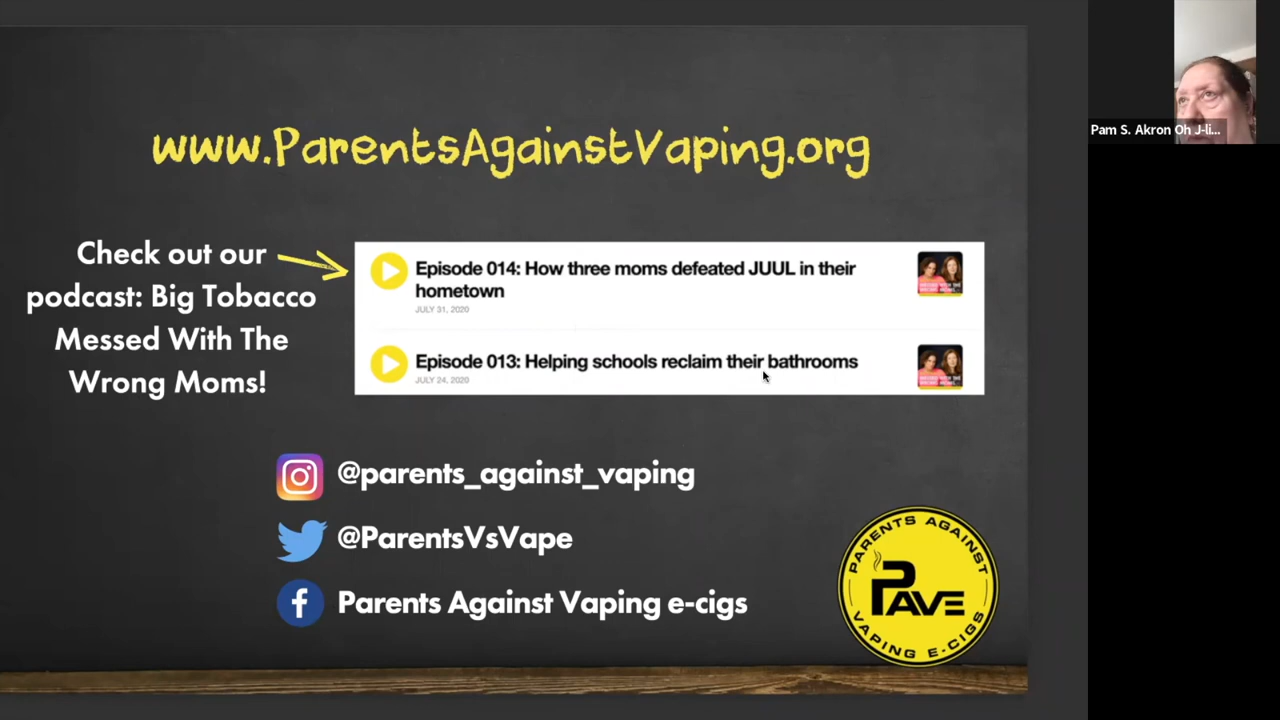 www.ParentsAgainstVaping.org
Check out our
podcast: Big Tobacco
Messed With The
Wrong Moms!
Episode 014: How three moms defeated JUUL in their
hometown
JULY 31, 2020
Episode 013: Helping schools reclaim their bathrooms
JULY 24, 2020
@parents_against_vaping
@ParentsVsVape
Parents Against Vaping e-cigs
PARENTS AGAINST
PAVE
VAPING E-CIGS
Pam S. Akron Oh J-li...